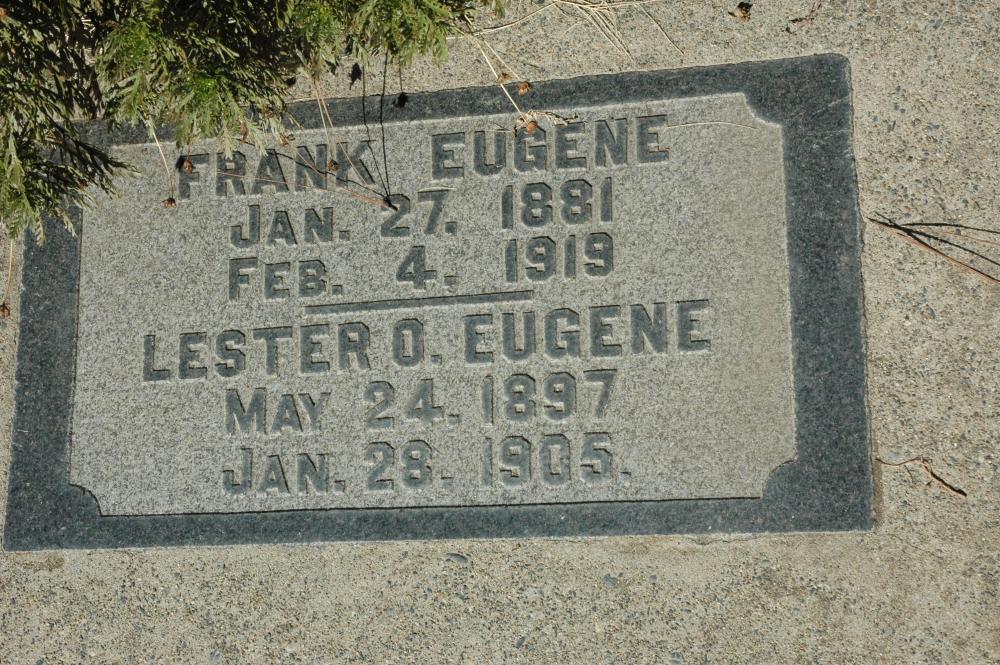 FRANK EUGENE
JAN. 27. 1881
FEB. 4. 1919
LESTER O. EUGENE
MAY 24. 1897
JAN. 28. 1905.